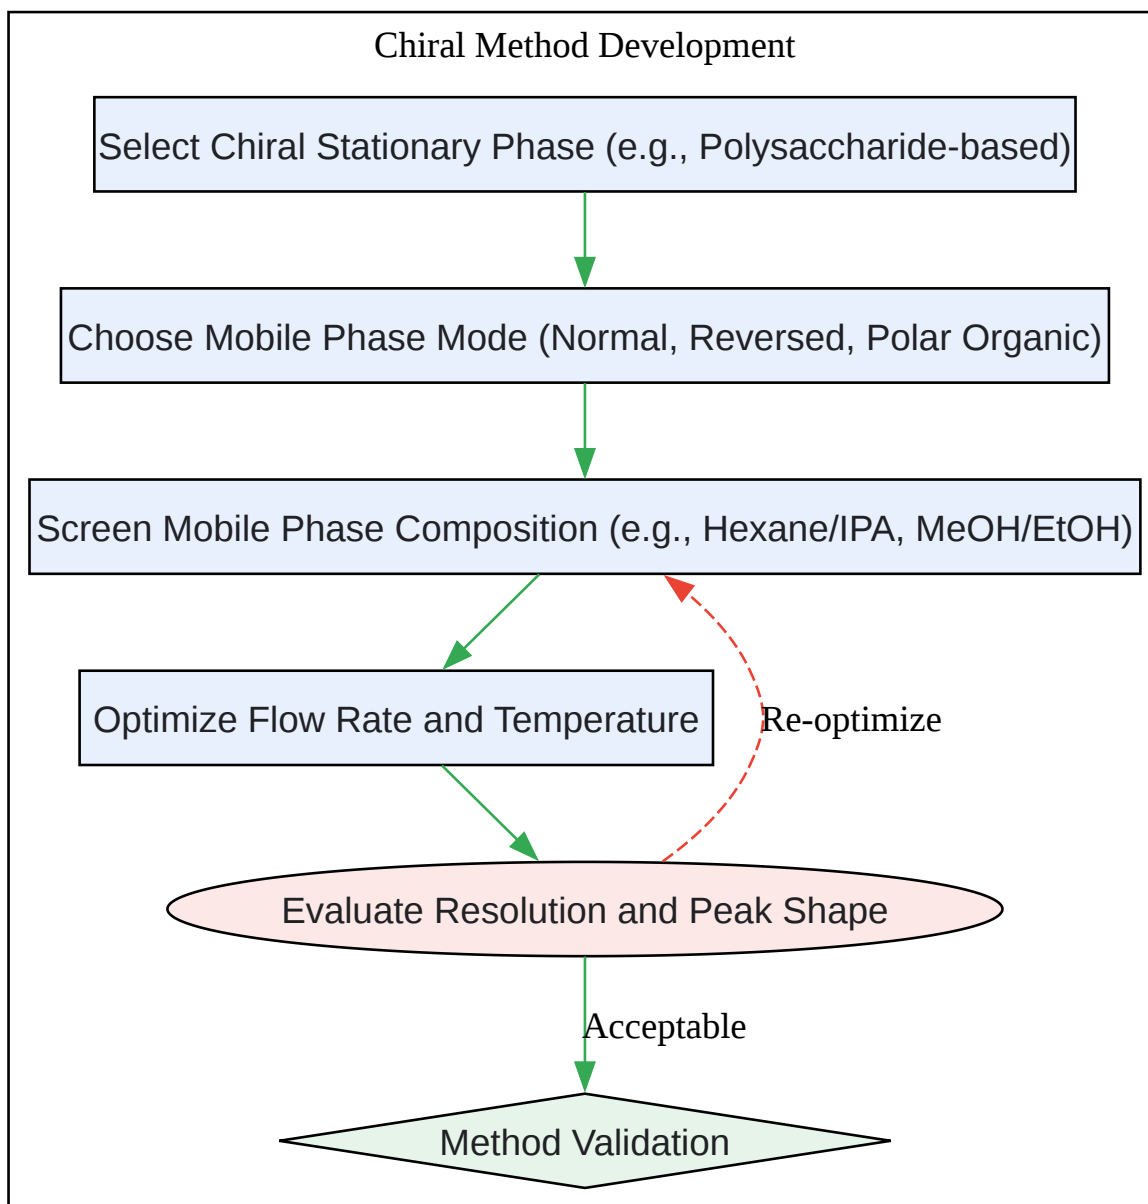 Chiral Method Development
Select Chiral Stationary Phase (e.g., Polysaccharide-based)
Choose Mobile Phase Mode (Normal, Reversed, Polar Organic)
Screen Mobile Phase Composition (e.g., Hexane/IPA, MeOH/EtOH)
Optimize Flow Rate and Temperature
Re-optimize
Evaluate Resolution and Peak Shape
Acceptable
Method Validation